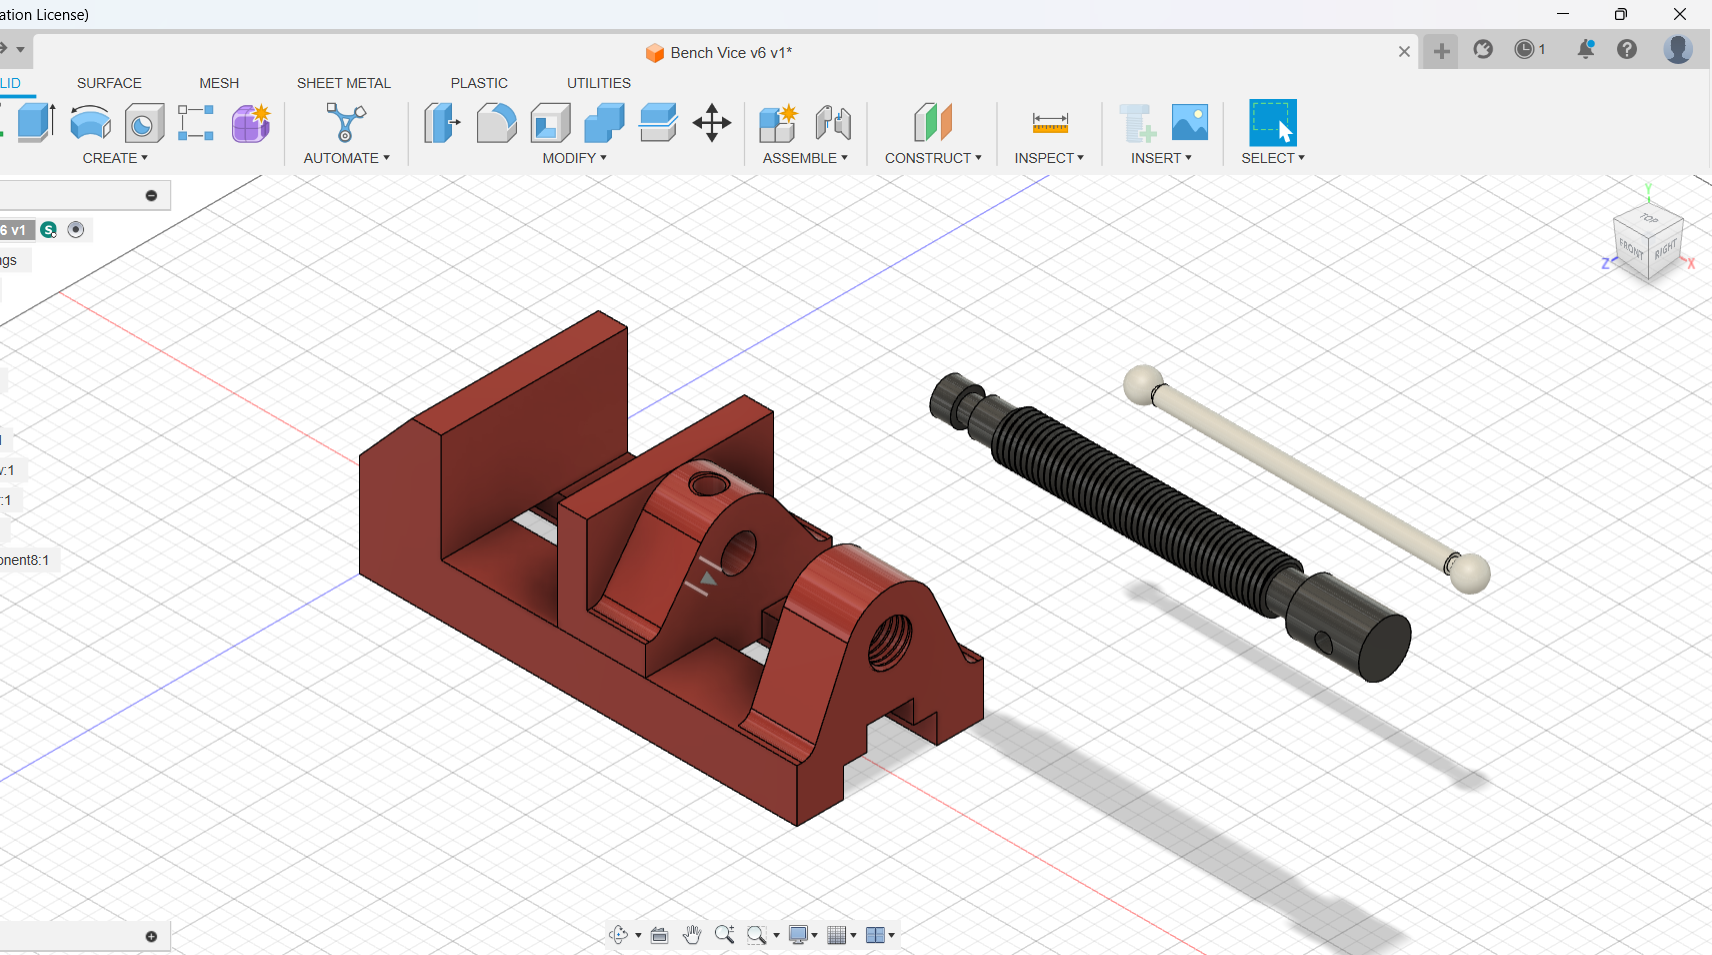 ation License)
Bench Vice v6 v1*
1
LID
SURFACE
MESH
SHEET METAL
PLASTIC
UTILITIES
CREATE
AUTOMATE
MODIFY
ASSEMBLE
CONSTRUCT
INSPECT
INSERT
SELECT
6 v1
S
ngs
v:1
:1
onent8:1
Y
TOP
FRONT
RIGHT
Z
X